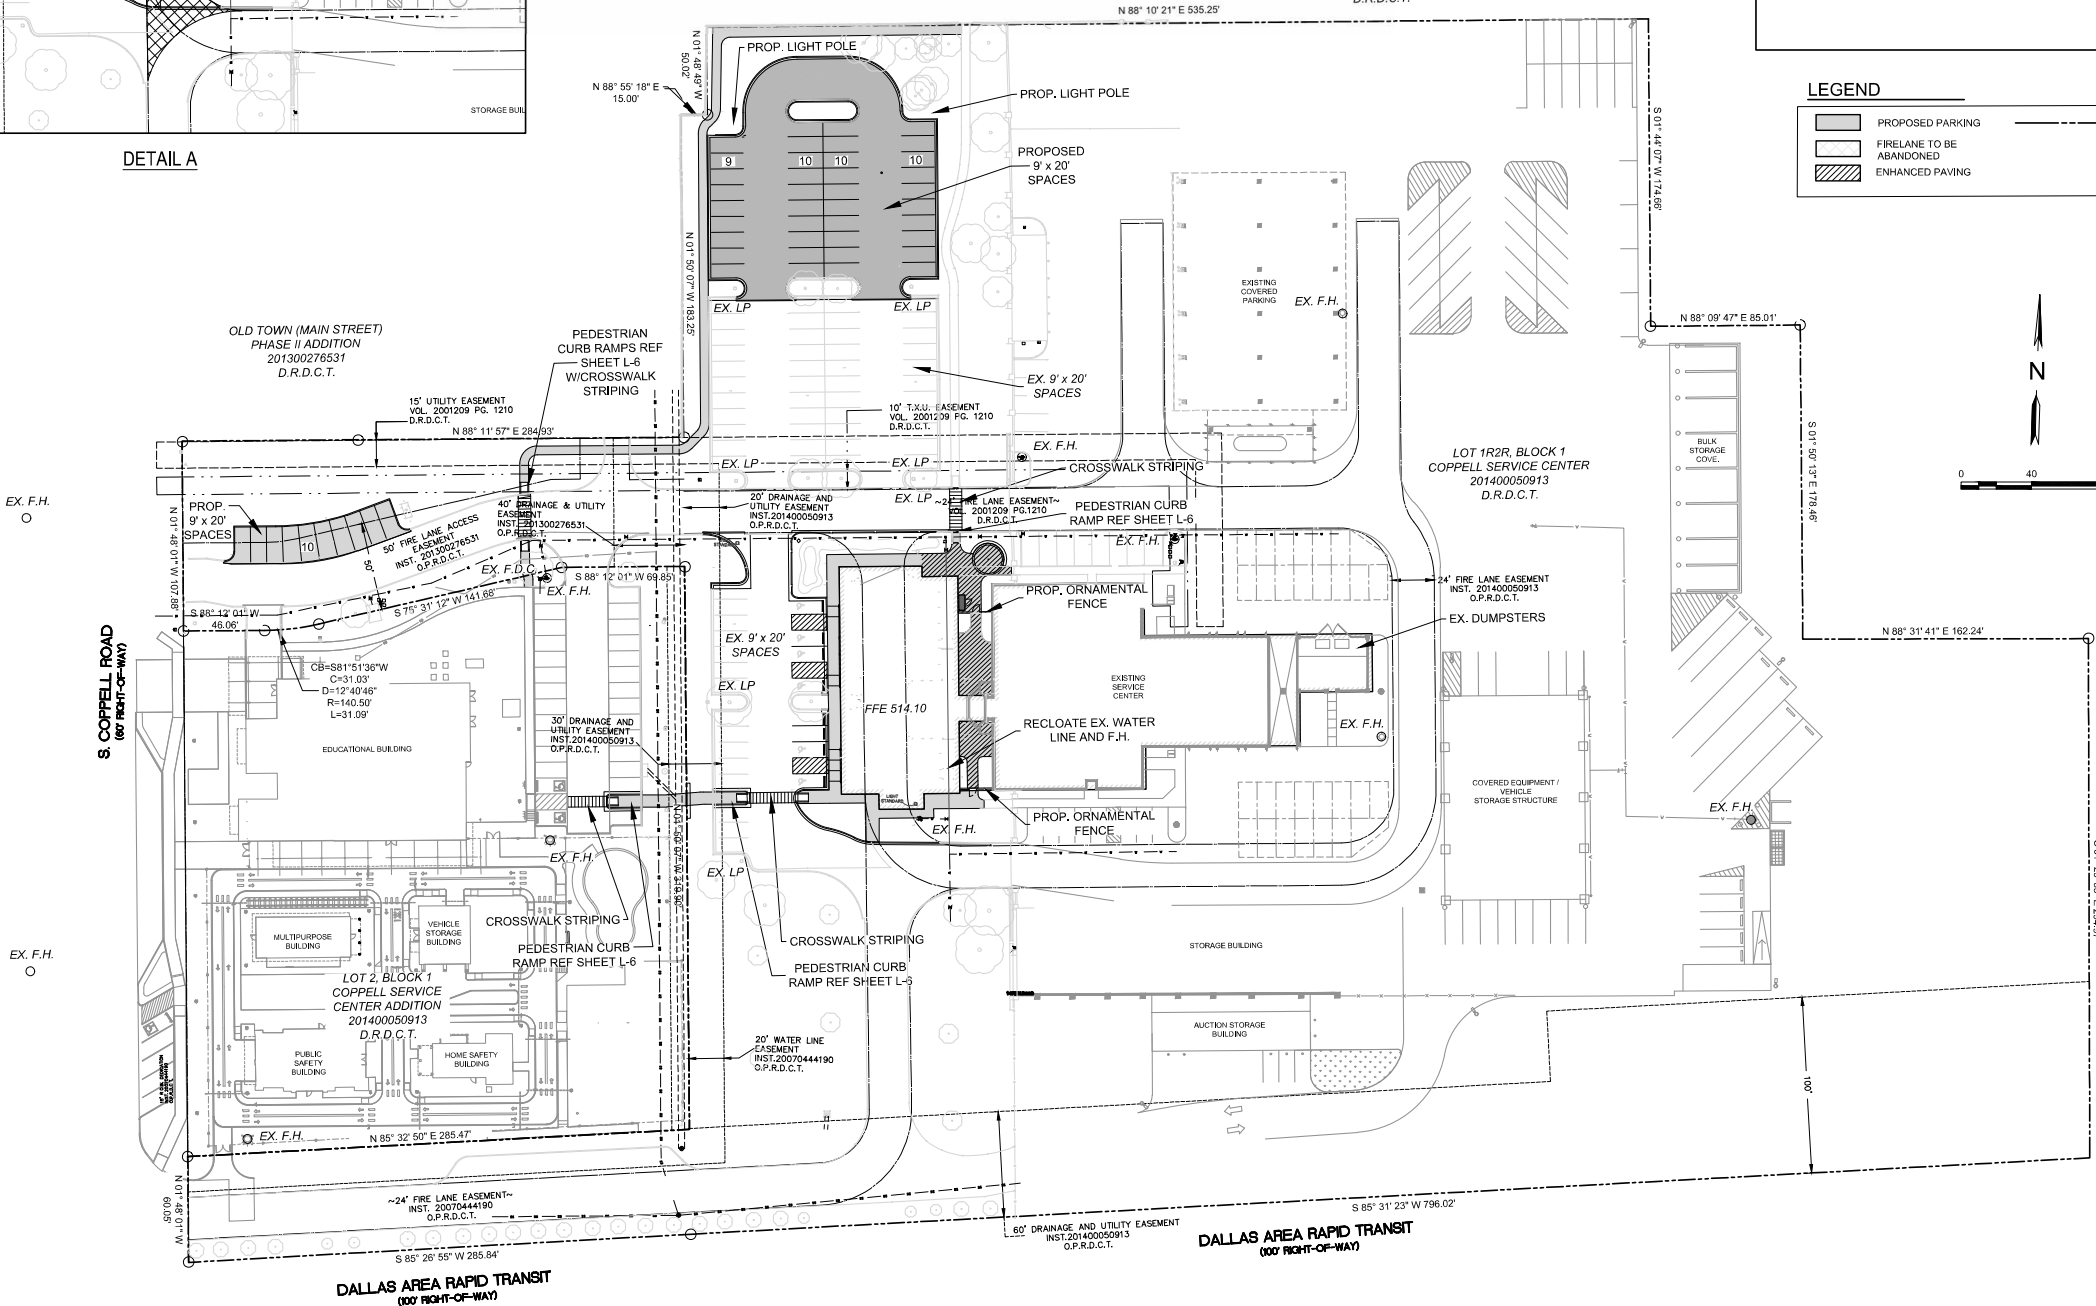 N 88° 10' 21" E 535.25'
STORAGE BUIL
DETAIL A
N 01° 48' 49" W
50.02'
N 88° 55' 18" E
15.00'
PROP. LIGHT POLE
PROP. LIGHT POLE
PROPOSED
9' x 20'
SPACES
9
10
10
10
LEGEND
PROPOSED PARKING
FIRELANE TO BE
ABANDONED
ENHANCED PAVING
S 01° 44' 07" W 174.66'
N 01° 50' 07" W 183.25'
EX. LP
EX. LP
EXISTING
COVERED
PARKING
EX. F.H.
N 88° 09' 47" E 85.01'
N
0
40
OLD TOWN (MAIN STREET)
PHASE II ADDITION
201300276531
D.R.D.C.T.
PEDESTRIAN
CURB RAMPS REF
SHEET L-6
W/CROSSWALK
STRIPING
EX. 9' x 20'
SPACES
15' UTILITY EASEMENT
VOL. 2001209 PG. 1210
D.R.D.C.T.
N 88° 11' 57" E 284.93'
10' T.X.U. EASEMENT
VOL. 2001209 PG. 1210
D.R.D.C.T.
EX. F.H.
EX. LP
EX. LP
CROSSWALK STRIPING
LOT 1R2R, BLOCK 1
COPPELL SERVICE CENTER
201400050913
D.R.D.C.T.
BULK
STORAGE
COVE.
S 01° 50' 13" E 178.46'
EX. F.H.
PROP.
9' x 20'
SPACES
10
N 01° 48' 01" W 107.88'
50' FIRE LANE ACCESS
EASEMENT
INST. 201300276531
O.P.R.D.C.T.
50'
40' DRAINAGE & UTILITY
EASEMENT
INST. 201300276531
O.P.R.D.C.T.
20' DRAINAGE AND
UTILITY EASEMENT
INST.201400050913
O.P.R.D.C.T.
EX. LP
~24' FIRE LANE EASEMENT~
VOL. 2001209 PG.1210
D.R.D.C.T.
PEDESTRIAN CURB
RAMP REF SHEET L-6
EX. F.H.
EX. F.D.C.
EX. F.H.
S 88° 12' 01" W 69.85'
S 75° 31' 12" W 141.68'
S 88° 12' 01" W
46.06'
24' FIRE LANE EASEMENT
INST. 201400050913
O.P.R.D.C.T.
PROP. ORNAMENTAL
FENCE
EX. DUMPSTERS
N 88° 31' 41" E 162.24'
S. COPPELL ROAD
(60' RIGHT-OF-WAY)
CB=S81°51'36"W
C=31.03'
D=12°40'46"
R=140.50'
L=31.09'
EX. 9' x 20'
SPACES
EX. LP
FFE 514.10
EXISTING
SERVICE
CENTER
EX. F.H.
EDUCATIONAL BUILDING
30' DRAINAGE AND
UTILITY EASEMENT
INST.201400050913
O.P.R.D.C.T.
RECLOATE EX. WATER
LINE AND F.H.
COVERED EQUIPMENT /
VEHICLE
STORAGE STRUCTURE
LIGHT
STANDARD
EX. F.H.
PROP. ORNAMENTAL
FENCE
EX. F.H.
EX. F.H.
EX. LP
MULTIPURPOSE
BUILDING
VEHICLE
STORAGE
BUILDING
CROSSWALK STRIPING
PEDESTRIAN CURB
RAMP REF SHEET L-6
CROSSWALK STRIPING
PEDESTRIAN CURB
RAMP REF SHEET L-6
STORAGE BUILDING
EX. F.H.
LOT 2, BLOCK 1
COPPELL SERVICE
CENTER ADDITION
201400050913
D.R.D.C.T.
AUCTION STORAGE
BUILDING
PUBLIC
SAFETY
BUILDING
HOME SAFETY
BUILDING
20' WATER LINE
EASEMENT
INST.20070444190
O.P.R.D.C.T.
100'
EX. F.H.
N 85° 32' 50" E 285.47'
N 01° 48' 01" W
60.05'
~24' FIRE LANE EASEMENT~
INST. 20070444190
O.P.R.D.C.T.
S 85° 26' 55" W 285.84'
60' DRAINAGE AND UTILITY EASEMENT
INST.201400050913
O.P.R.D.C.T.
S 85° 31' 23" W 796.02'
DALLAS AREA RAPID TRANSIT
(100' RIGHT-OF-WAY)
DALLAS AREA RAPID TRANSIT
(100' RIGHT-OF-WAY)